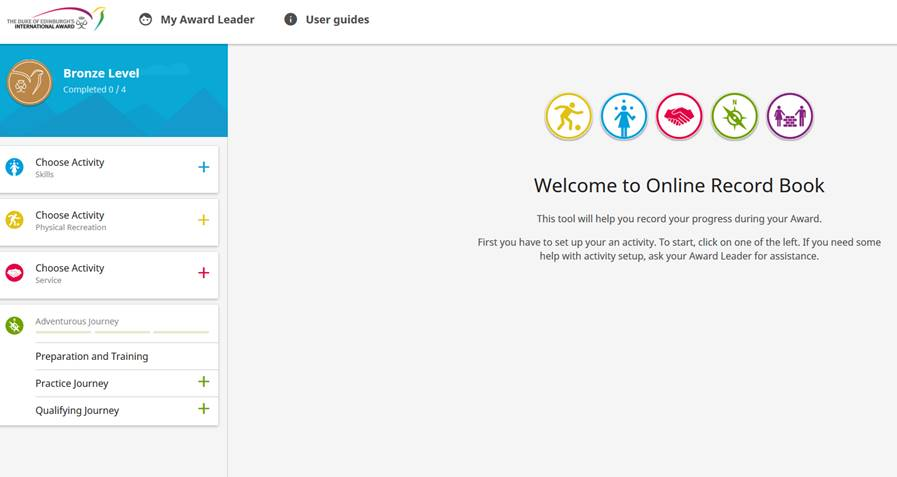 THE DUKE OF EDINBURGH'S
INTERNATIONAL AWARD
My Award Leader
User guides
Bronze Level
Completed 0 / 4
Choose Activity
Skills
Choose Activity
Physical Recreation
Choose Activity
Service
Adventurous Journey
Preparation and Training
Practice Journey
Qualifying Journey
N
Welcome to Online Record Book
This tool will help you record your progress during your Award.
First you have to set up your an activity. To start, click on one of the left. If you need some
help with activity setup, ask your Award Leader for assistance.